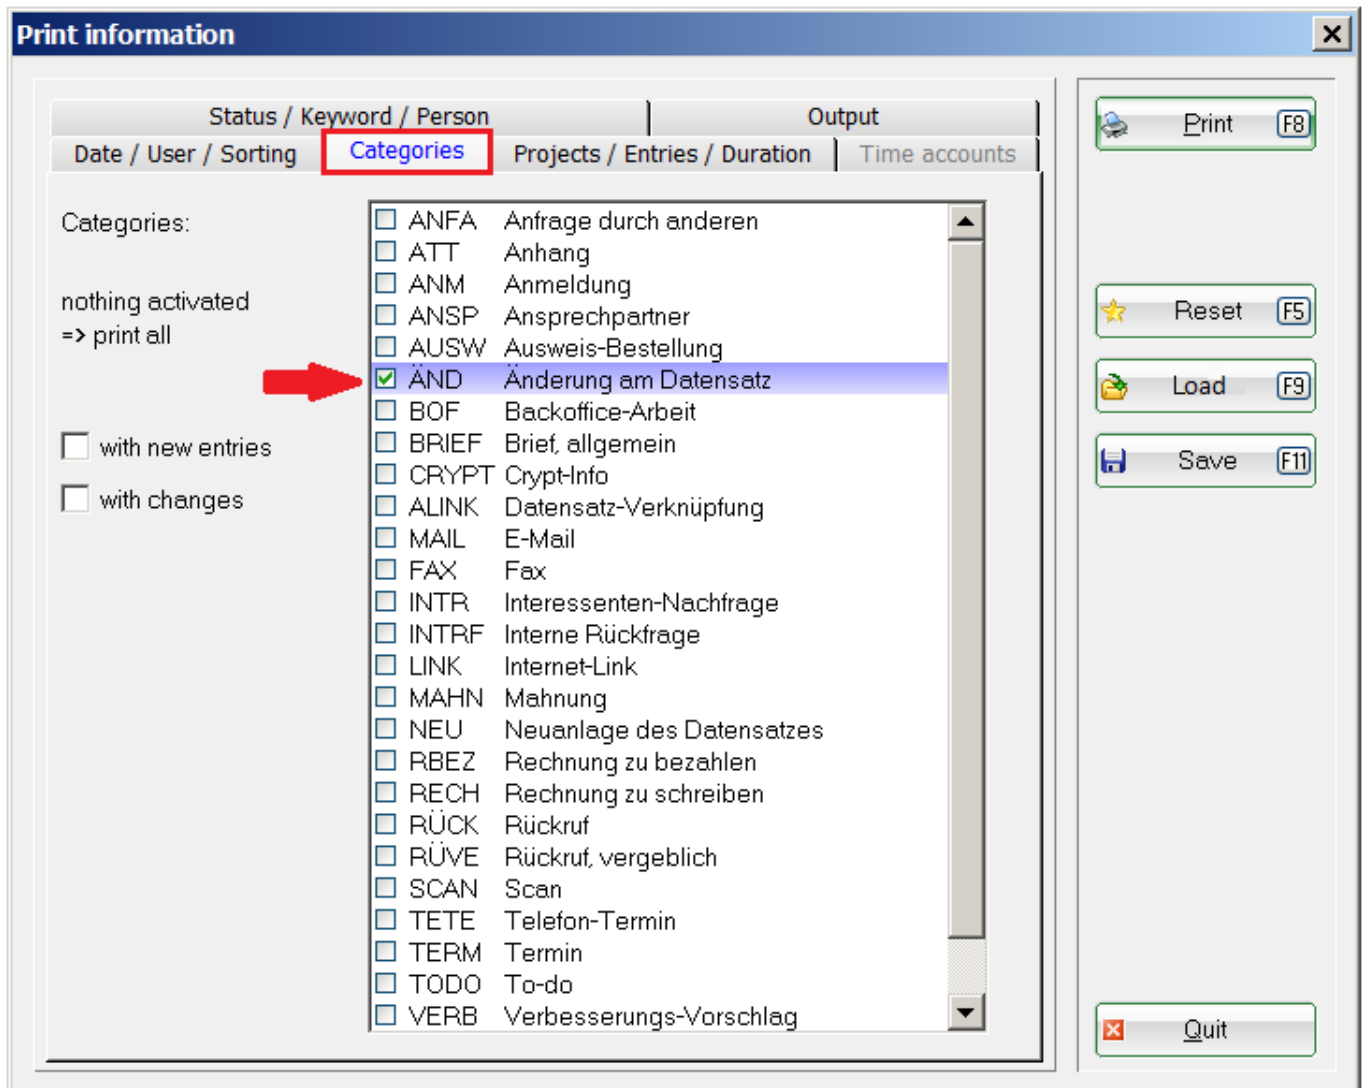 Print information
Status / Keyword / Person
Output
Date / User / Sorting
Categories
Projects / Entries / Duration
Time accounts
Categories:
nothing activated
=> print all
with new entries
with changes
ANFA Anfrage durch anderen
ATT Anhang
ANM Anmeldung
ANSP Ansprechpartner
AUSW Ausweis-Bestellung
ÄND Änderung am Datensatz
BOF Backoffice-Arbeit
BRIEF Brief, allgemein
CRYPT Crypt-Info
ALINK Datensatz-Verknüpfung
MAIL E-Mail
FAX Fax
INTR Interessenten-Nachfrage
INTRF Interne Rückfrage
LINK Internet-Link
MAHN Mahnung
NEU Neuanlage des Datensatzes
RBEZ Rechnung zu bezahlen
RECH Rechnung zu schreiben
RÜCK Rückruf
RÜVE Rückruf, vergeblich
SCAN Scan
TETE Telefon-Termin
TERM Termin
TODO To-do
VERB Verbesserungs-Vorschlag
Print F8
Reset F5
Load F9
Save F11
Quit